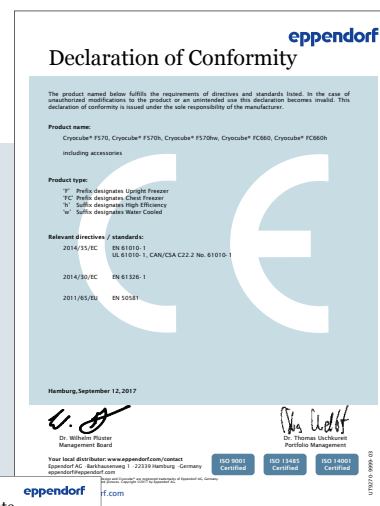 eppendorf
Declaration of Conformity
The product named below fulfills the requirements of directives and standards listed. In the case of
unauthorized modifications to the product or an unintended use this declaration becomes invalid. This
declaration of conformity is issued under the sole responsibility of the manufacturer.
Product name:
Cryocube® F570, Cryocube® F570h, Cryocube® F570hw, Cryocube® FC660, Cryocube® FC660h
including accessories
Product type:
'F' Prefix designates Upright Freezer
'FC' Prefix designates Chest Freezer
'h' Suffix designates High Efficiency
'w' Suffix designates Water Cooled
Relevant directives / standards:
2014/35/EC EN 61010-1
UL 61010-1, CAN/CSA C22.2 No. 61010-1
2014/30/EC EN 61326-1
2011/65/EU EN 50581
CE
Hamburg, September 12, 2017
Dr. Wilhelm Plüster
Management Board
Dr. Thomas Uschkureit
Portfolio Management
Your local distributor: www.eppendorf.com/contact
Eppendorf AG · Barkhausenweg 1 · 22339 Hamburg · Germany
eppendorf@eppendorf.com
ISO 9001
Certified
ISO 13485
Certified
ISO 14001
Certified
eppendorf
rf.com